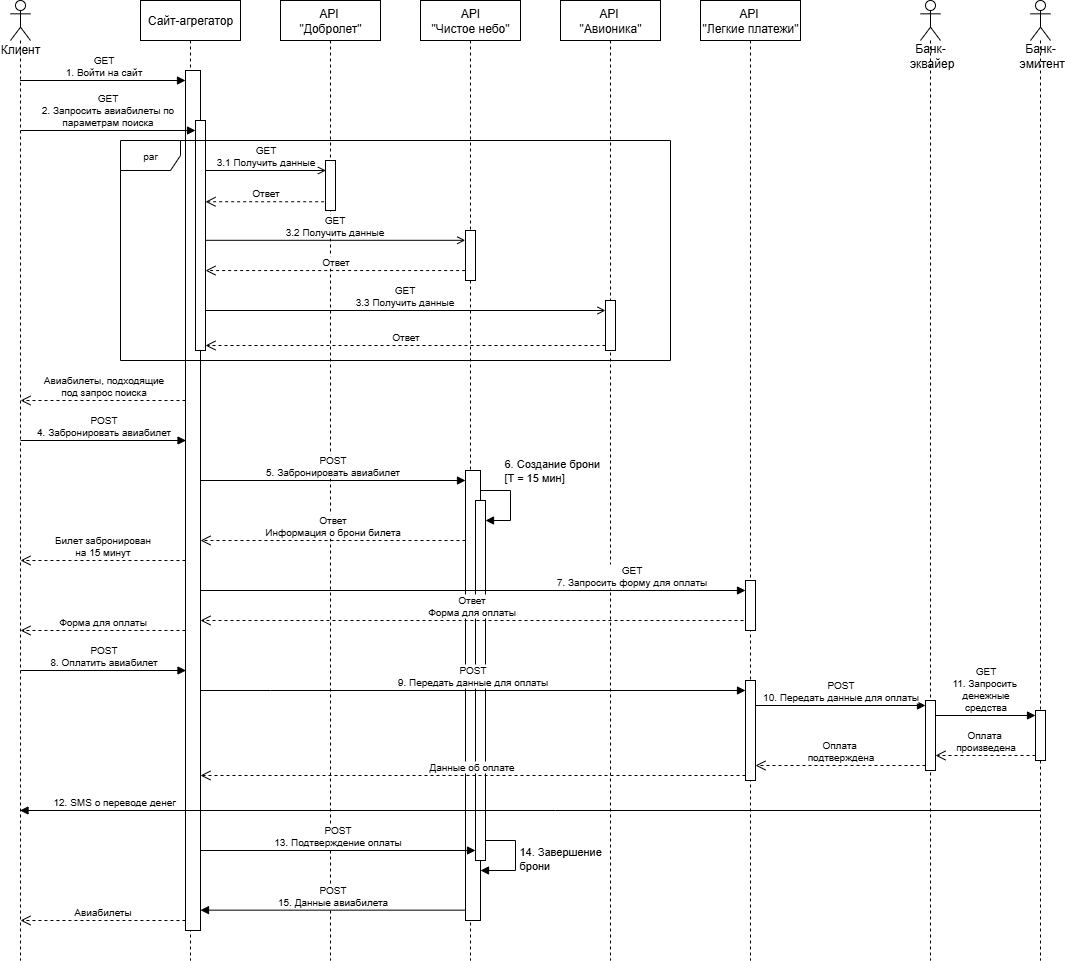 Клиент
Сайт-агрегатор
API
"Добролет"
API
"Чистое небо"
API
"Авионика"
API
"Легкие платежи"
Банк-
эквайер
Банк-
эмитент
GET
1. Войти на сайт
GET
2. Запросить авиабилеты по
параметрам поиска
par
GET
3.1 Получить данные
Ответ
GET
3.2 Получить данные
Ответ
GET
3.3 Получить данные
Ответ
Авиабилеты, подходящие
под запрос поиска
POST
4. Забронировать авиабилет
POST
5. Забронировать авиабилет
6. Создание брони
[T = 15 мин]
Ответ
Информация о брони билета
Билет забронирован
на 15 минут
GET
7. Запросить форму для оплаты
Ответ
Форма для оплаты
Форма для оплаты
POST
8. Оплатить авиабилет
POST
9. Передать данные для оплаты
POST
10. Передать данные для оплаты
GET
11. Запросить
денежные
средства
Оплата
произведена
Оплата
подтверждена
Данные об оплате
12. SMS о переводе денег
POST
13. Подтверждение оплаты
14. Завершение
брони
POST
15. Данные авиабилета
Авиабилеты